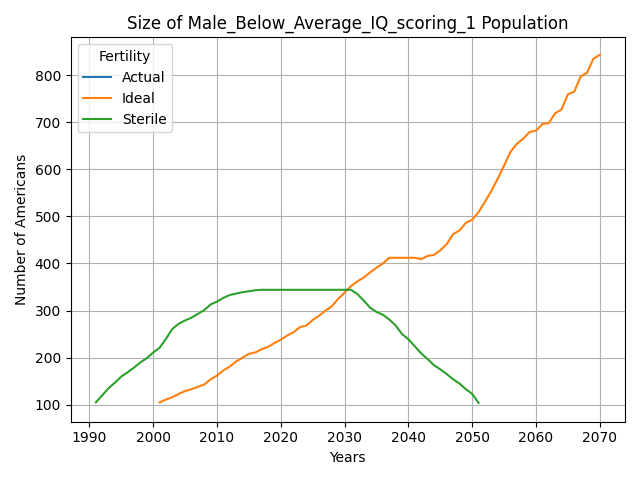 Size of Male_Below_Average_IQ_scoring_1 Population
Fertility
Actual
Ideal
Sterile
Number of Americans
800
700
600
500
400
300
200
100
1990 2000 2010 2020 2030 2040 2050 2060 2070
Years